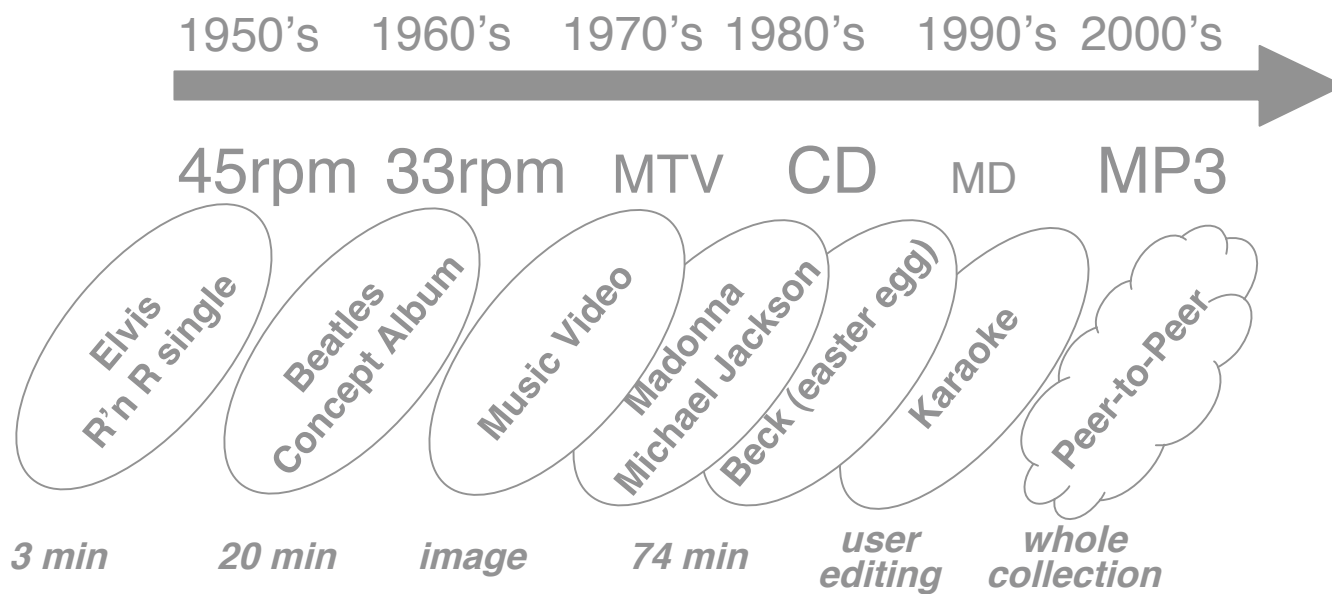 1950's 1960's 1970's 1980's 1990's 2000's
45rpm 33rpm MTV CD MD MP3
Elvis
R'n R single
Beatles
Concept Album
Music Video
Madonna
Michael Jackson
Beck (easter egg)
Karaoke
Peer-to-Peer
3 min
20 min
image
74 min
user
editing
whole
collection